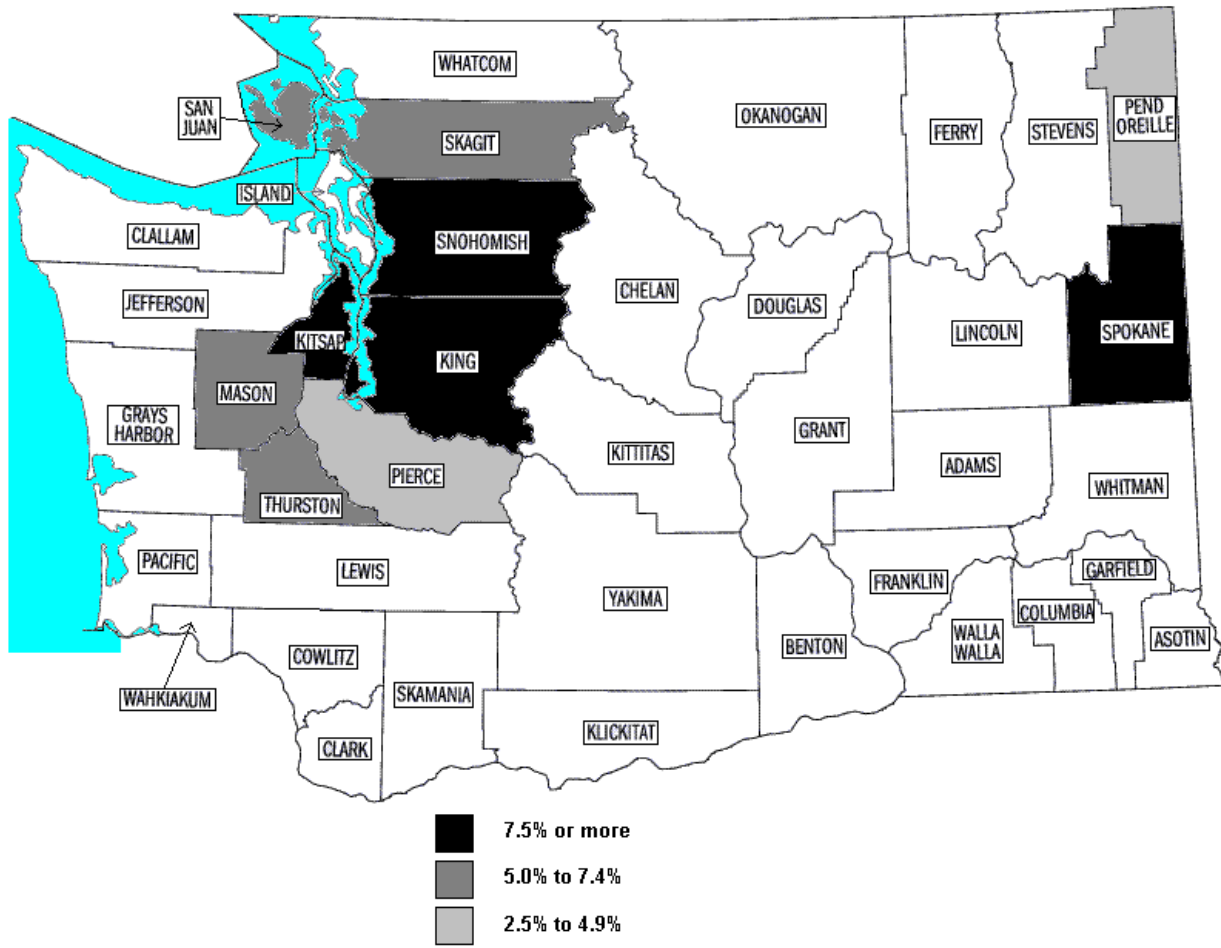 WHATCOM
SAN
JUAN
SKAGIT
OKANOGAN
FERRY
STEVENS
PEND
OREILLE
ISLAND
CLALLAM
SNOHOMISH
JEFFERSON
CHELAN
DOUGLAS
LINCOLN
SPOKANE
KITSAP
KING
MASON
GRAYS
HARBOR
KITTITAS
GRANT
ADAMS
WHITMAN
PIERCE
THURSTON
PACIFIC
LEWIS
YAKIMA
FRANKLIN
GARFIELD
COLUMBIA
WALLA
WALLA
ASOTIN
BENTON
COWLITZ
SKAMANIA
WAHKIAKUM
KLICKITAT
CLARK
7.5% or more
5.0% to 7.4%
2.5% to 4.9%